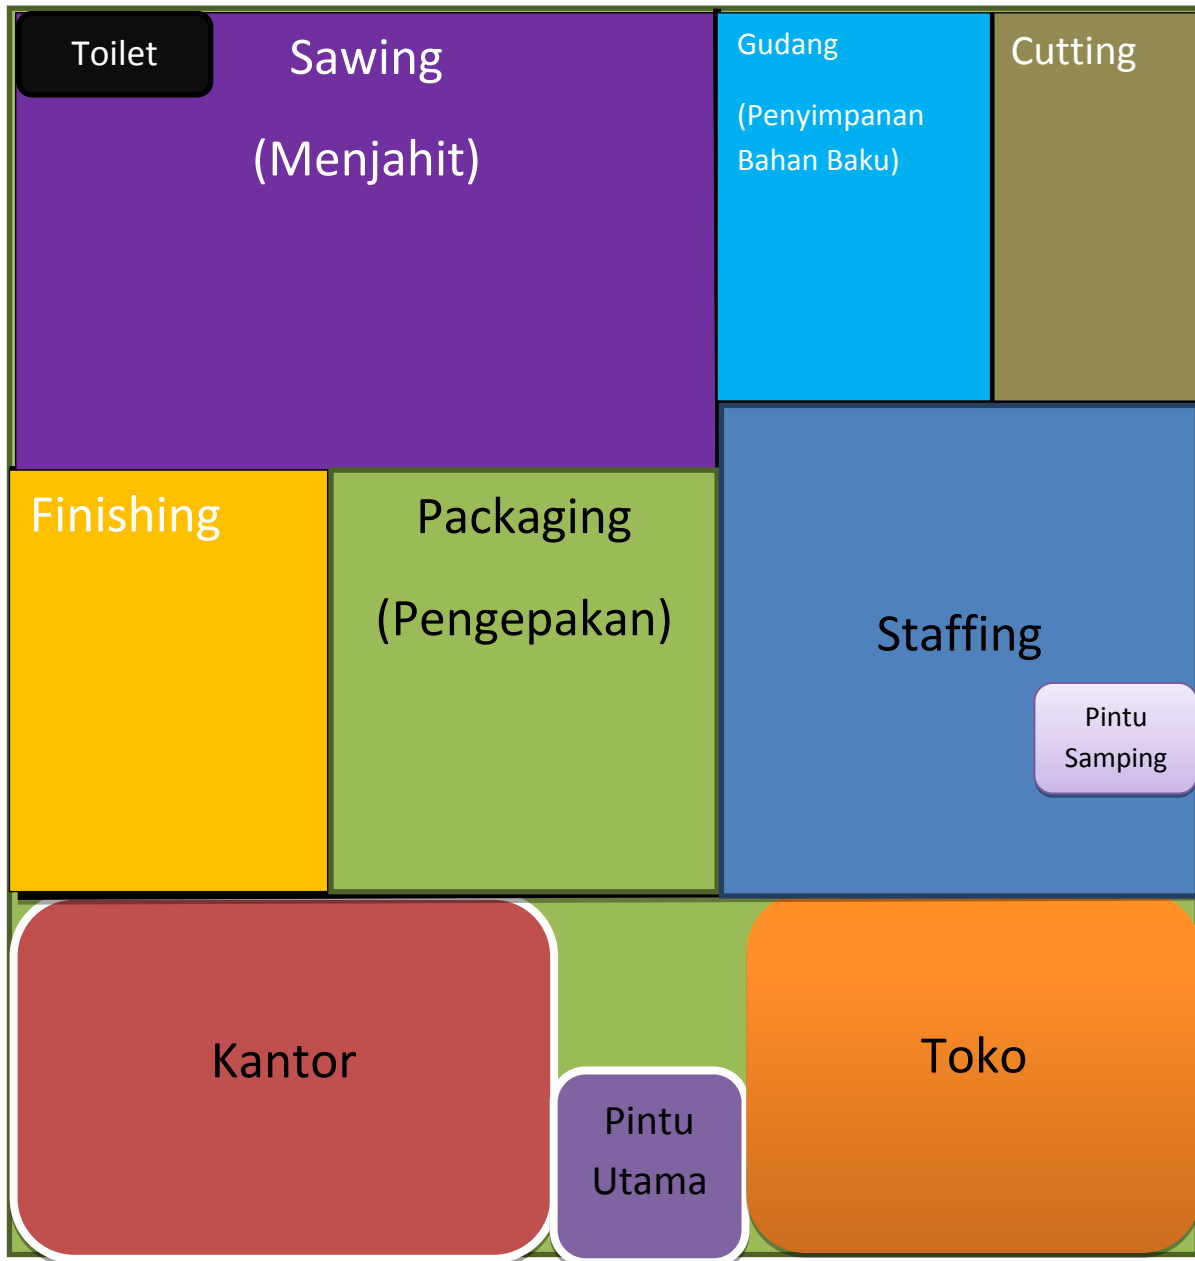 Toilet
Sawing
(Menjahit)
Gudang
(Penyimpanan
Bahan Baku)
Cutting
Finishing
Packaging
(Pengepakan)
Staffing
Pintu
Samping
Kantor
Pintu
Utama
Toko